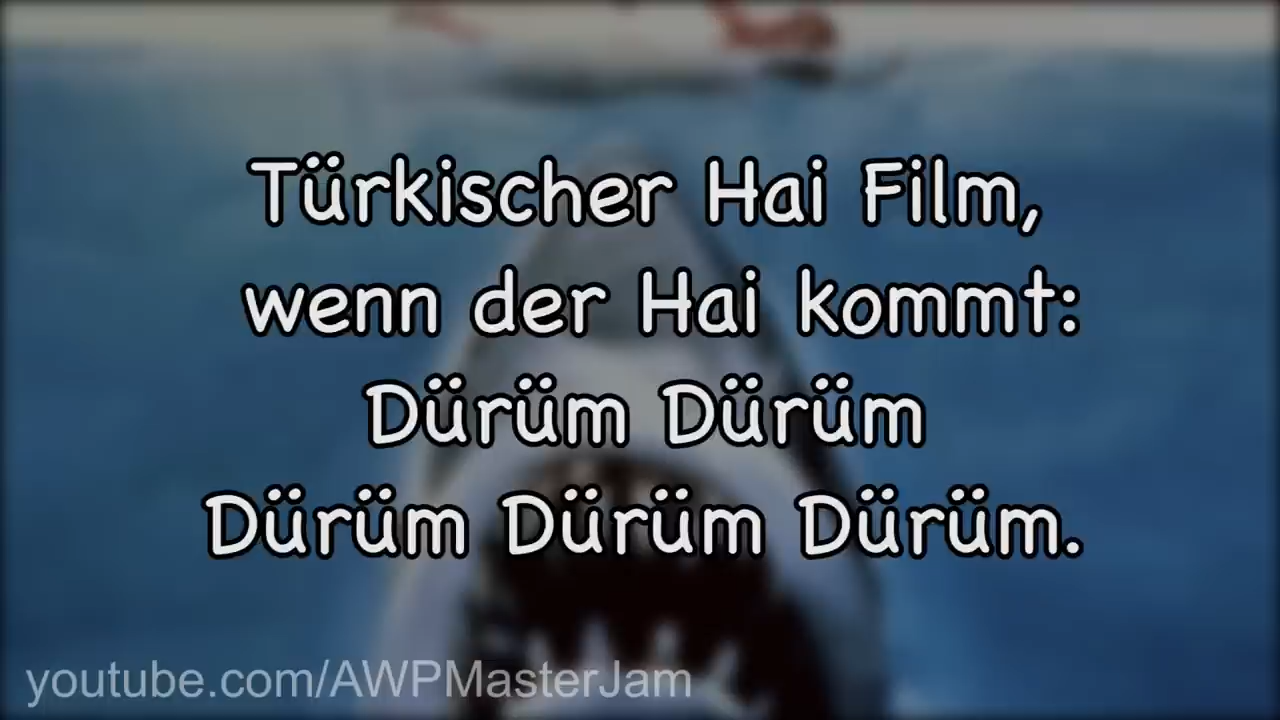 Türkischer Hai Film,
wenn der Hai kommt:
Dürüm Dürüm
Dürüm Dürüm Dürüm.
youtube.com/AWPMasterJam